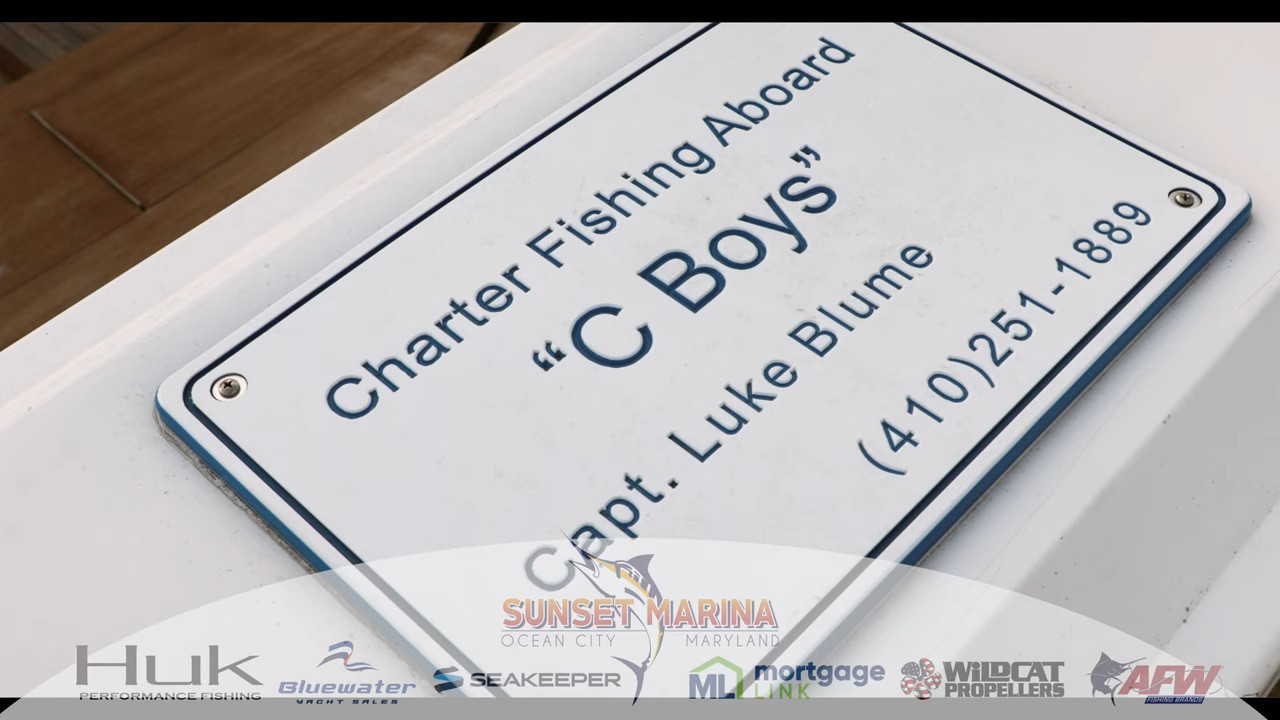 Charter Fishing Aboard
“C Boys”
Capt. Luke Blume
(410)251-1889
SUNSET MARINA
OCEAN CITY MARYLAND
Huk
PERFORMANCE FISHING
Bluewater
YACHT SALES
SEAKEEPER
ML mortgage
LINK
WiLDCAT
PROPELLERS
AFW
FISHING BRANDS